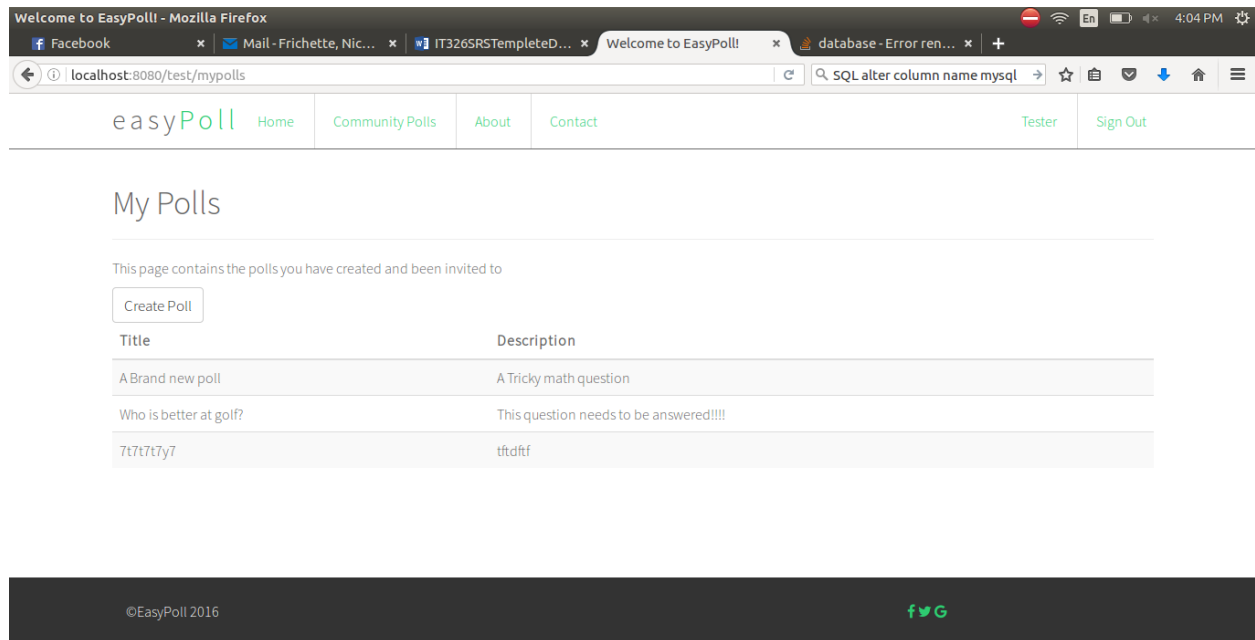 Welcome to EasyPoll! - Mozilla Firefox
En
4:04 PM
Facebook
Mail - Frichette, Nic...
IT326SRSTempleteD...
Welcome to EasyPoll!
database - Error ren...
localhost:8080/test/mypolls
SQL alter column name mysql
easyPoll
Home
Community Polls
About
Contact
Tester
Sign Out
My Polls
This page contains the polls you have created and been invited to
Create Poll
Title Description
A Brand new poll A Tricky math question
Who is better at golf? This question needs to be answered!!!!
7t7t7t7y7 tftdftf
©EasyPoll 2016